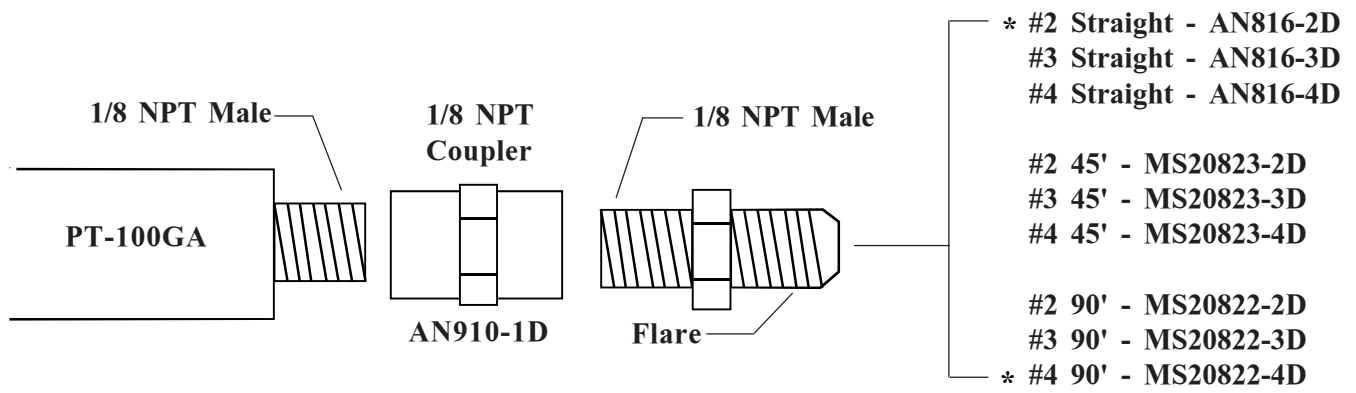 1/8 NPT Male
PT-100GA
1/8 NPT
Coupler
AN910-1D
1/8 NPT Male
Flare
* #2 Straight - AN816-2D
#3 Straight - AN816-3D
#4 Straight - AN816-4D
#2 45' - MS20823-2D
#3 45' - MS20823-3D
#4 45' - MS20823-4D
#2 90' - MS20822-2D
#3 90' - MS20822-3D
* #4 90' - MS20822-4D